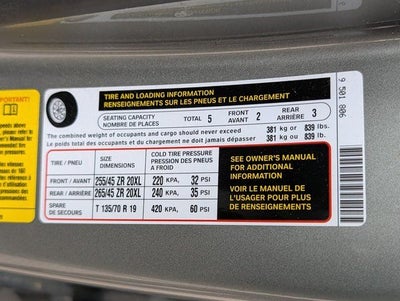 TIRE AND LOADING INFORMATION
RENSEIGNEMENTS SUR LES PNEUS ET LE CHARGEMENT
SEATING CAPACITY
NOMBRE DE PLACES
TOTAL 5
FRONT
AVANT 2
REAR
ARRIÈRE 3
The combined weight of occupants and cargo should never exceed 381 kg or 839 lbs.
Le poids total des occupants et du chargement ne doit jamais dépasser 381 kg ou 839 lb.
TIRE / PNEU
SIZE
DIMENSIONS
COLD TIRE PRESSURE
PRESSION DES PNEUS
A FROID
FRONT / AVANT 255/45 ZR 20XL 220 KPA, 32 PSI
REAR / ARRIÈRE 265/45 ZR 20XL 240 KPA, 35 PSI
SPARE
DE SECOURS T 135/70 R 19 420 KPA, 60 PSI
SEE OWNER'S MANUAL
FOR ADDITIONAL
INFORMATION
VOIR LE MANUEL DE
L'USAGER POUR PLUS
DE RENSEIGNEMENTS
9 501 806